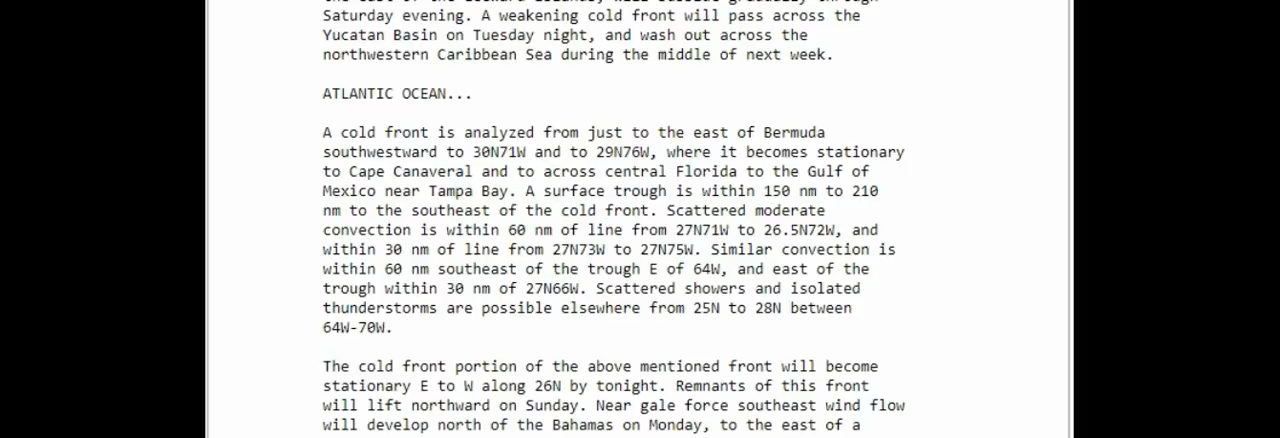 Saturday evening. A weakening cold front will pass across the
Yucatan Basin on Tuesday night, and wash out across the
northwestern Caribbean Sea during the middle of next week.
ATLANTIC OCEAN...
A cold front is analyzed from just to the east of Bermuda
southwestward to 30N71W and to 29N76W, where it becomes stationary
to Cape Canaveral and to across central Florida to the Gulf of
Mexico near Tampa Bay. A surface trough is within 150 nm to 210
nm to the southeast of the cold front. Scattered moderate
convection is within 60 nm of line from 27N71W to 26.5N72W, and
within 30 nm of line from 27N73W to 27N75W. Similar convection is
within 60 nm southeast of the trough E of 64W, and east of the
trough within 30 nm of 27N66W. Scattered showers and isolated
thunderstorms are possible elsewhere from 25N to 28N between
64W-70W.
The cold front portion of the above mentioned front will become
stationary E to W along 26N by tonight. Remnants of this front
will lift northward on Sunday. Near gale force southeast wind flow
will develop north of the Bahamas on Monday, to the east of a